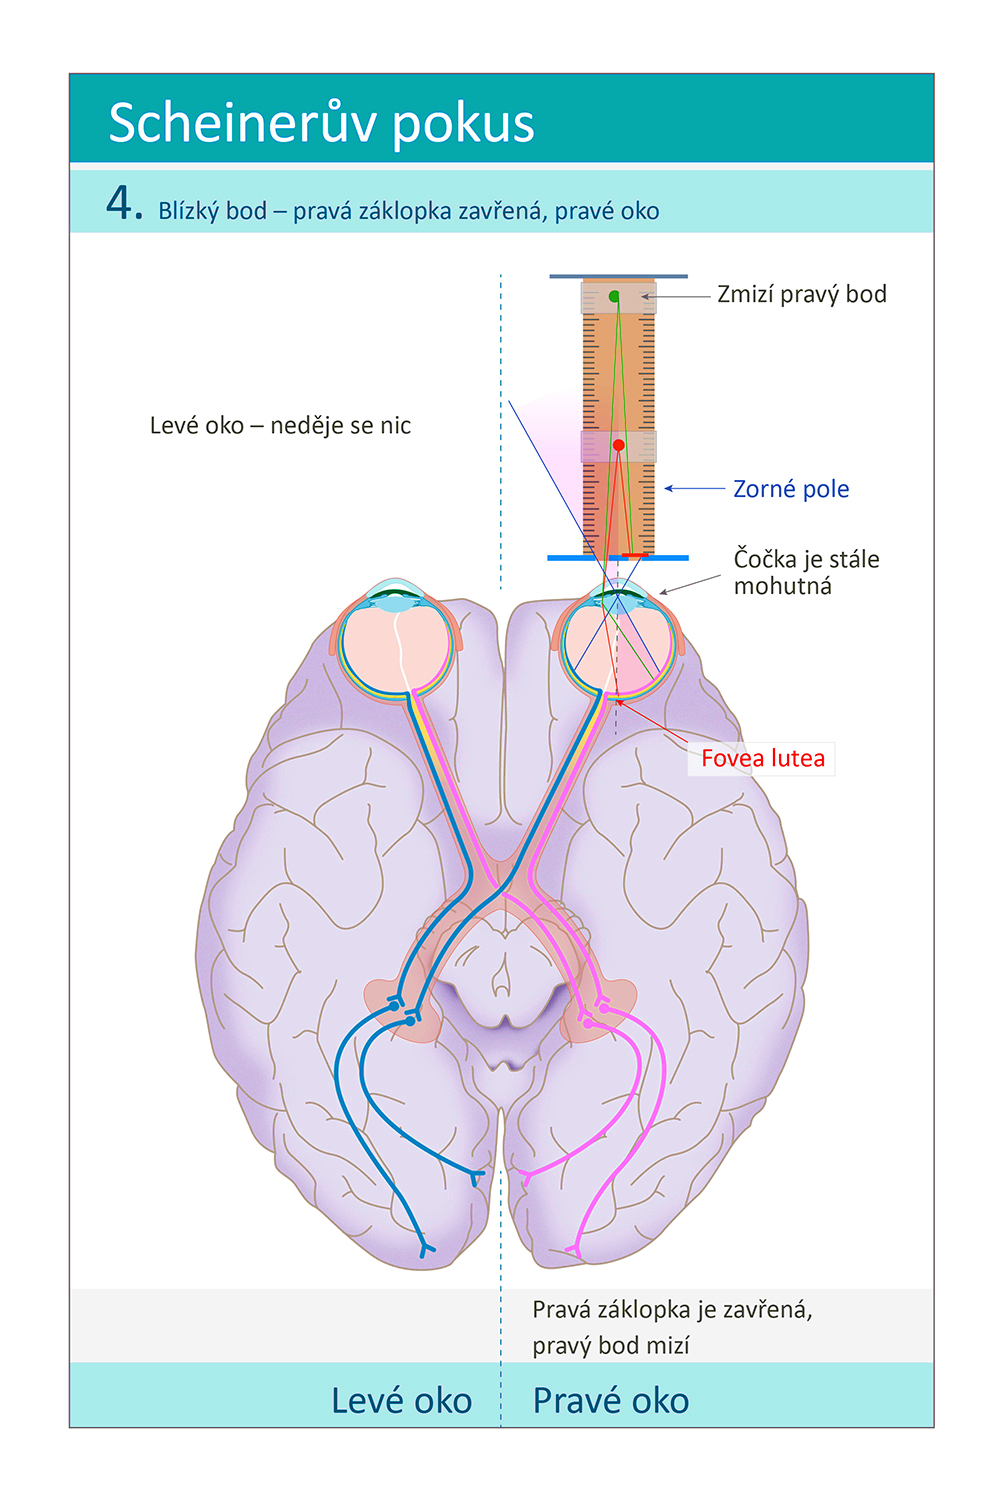 Scheinerův pokus
4. Blízký bod – pravá záklopka zavřená, pravé oko
Zmizí pravý bod
Levé oko – neděje se nic
Zorné pole
Čočka je stále
mohutná
Fovea lutea
Pravá záklopka je zavřená,
pravý bod mizí
Levé oko
Pravé oko